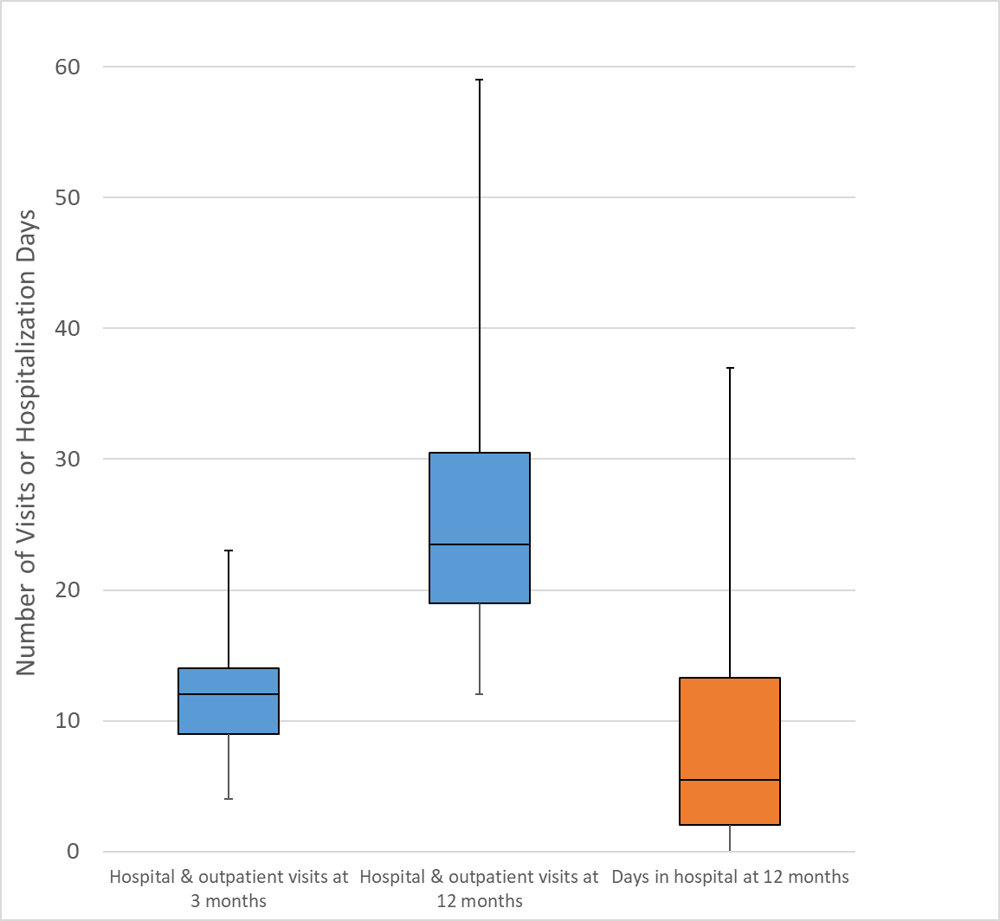 Number of Visits or Hospitalization Days
60
50
40
30
20
10
0
Hospital & outpatient visits at
3 months
Hospital & outpatient visits at
12 months
Days in hospital at 12 months